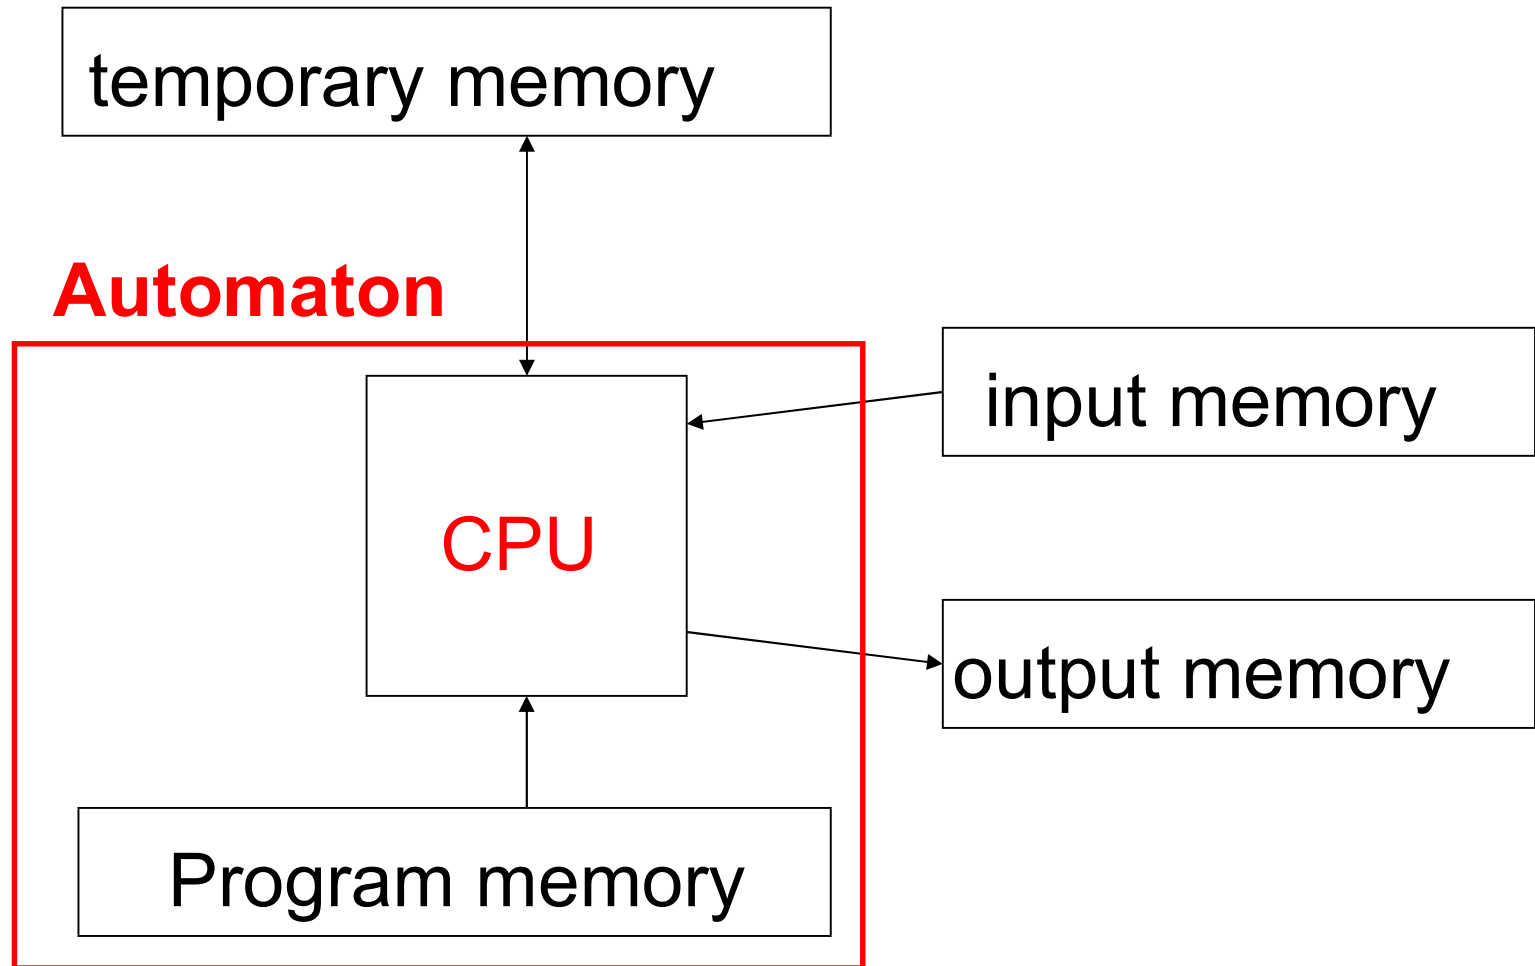 temporary memory
Automaton
input memory
CPU
output memory
Program memory